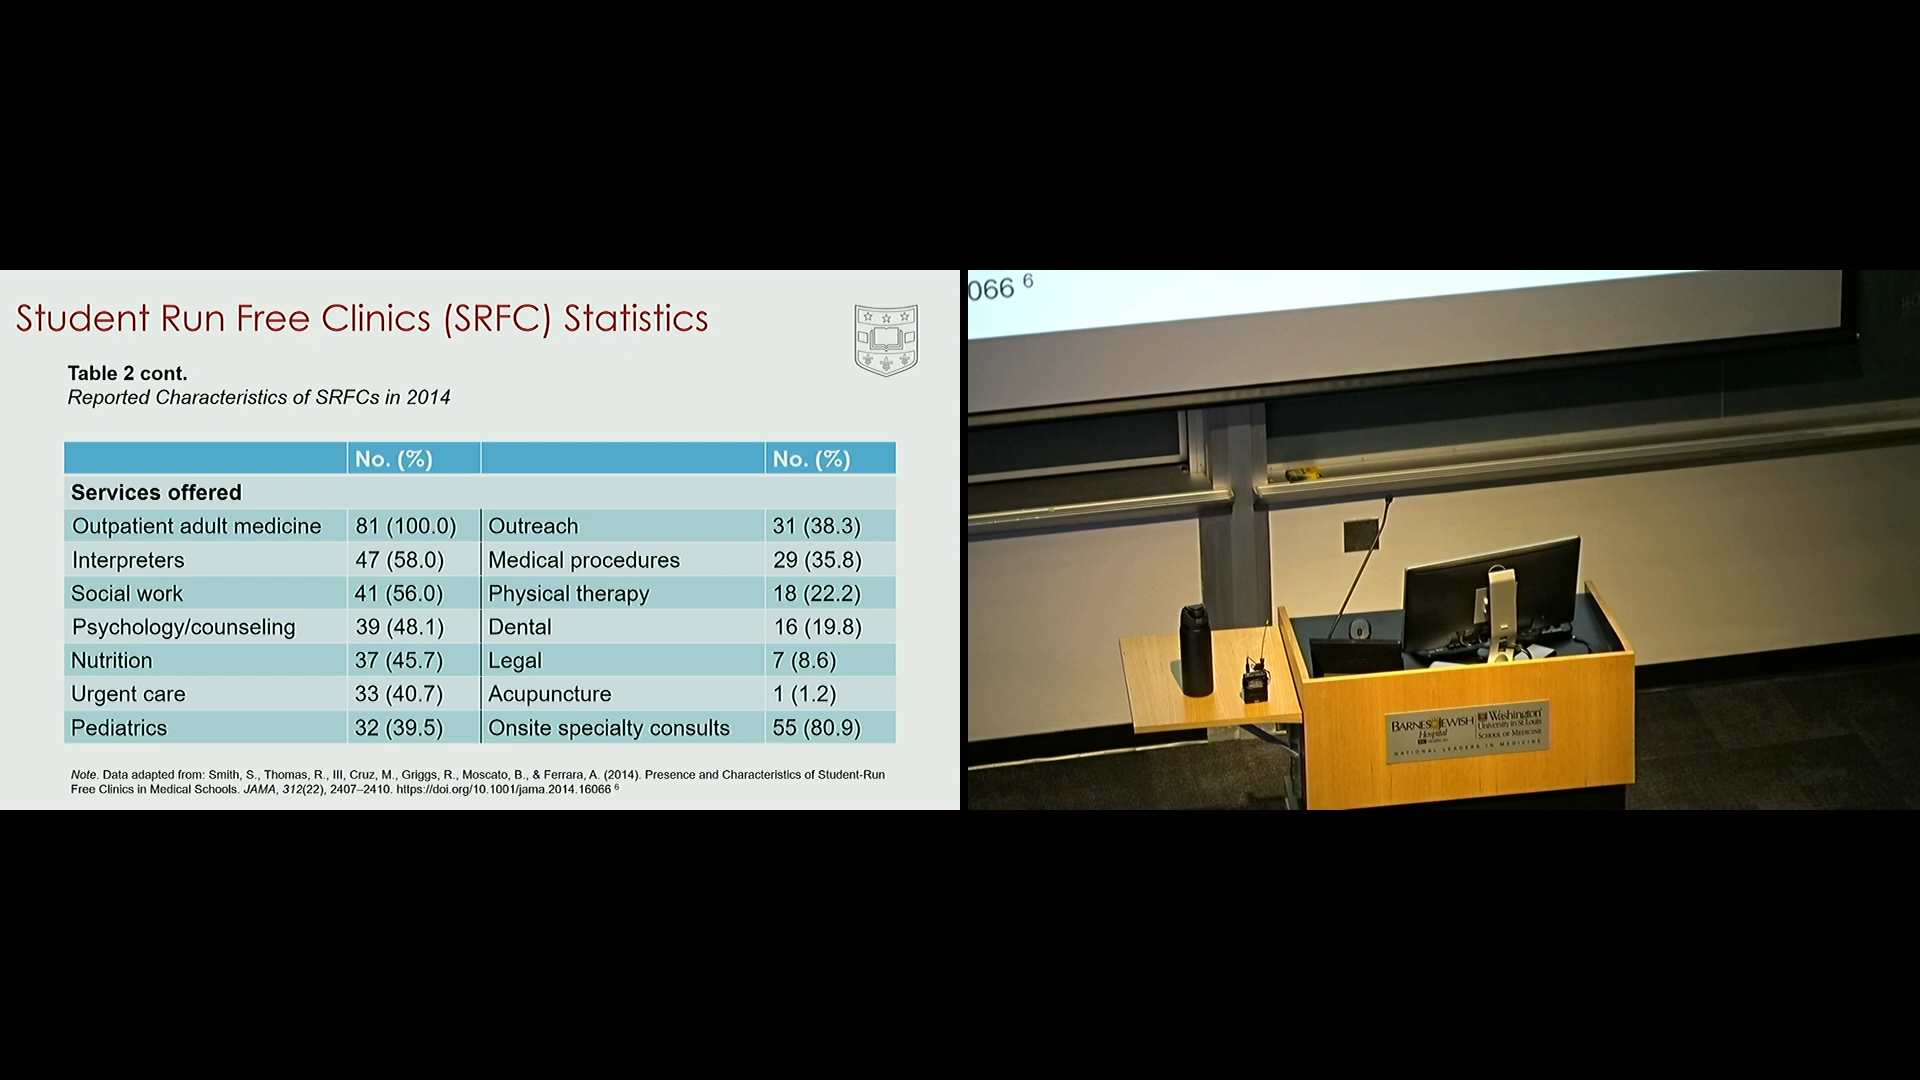 Student Run Free Clinics (SRFC) Statistics
Table 2 cont.
Reported Characteristics of SRFCs in 2014
No. (%) No. (%)
Services offered
Outpatient adult medicine 81 (100.0) Outreach 31 (38.3)
Interpreters 47 (58.0) Medical procedures 29 (35.8)
Social work 41 (56.0) Physical therapy 18 (22.2)
Psychology/counseling 39 (48.1) Dental 16 (19.8)
Nutrition 37 (45.7) Legal 7 (8.6)
Urgent care 33 (40.7) Acupuncture 1 (1.2)
Pediatrics 32 (39.5) Onsite specialty consults 55 (80.9)
Note. Data adapted from: Smith, S., Thomas, R., III, Cruz, M., Griggs, R., Moscato, B., & Ferrara, A. (2014). Presence and Characteristics of Student-Run
Free Clinics in Medical Schools. JAMA, 312(22), 2407–2410. https://doi.org/10.1001/jama.2014.16066 6
066 6
BARNES JEWISH
Hospital
Washington
University in St. Louis
SCHOOL OF MEDICINE
NATIONAL LEADERS IN MEDICINE